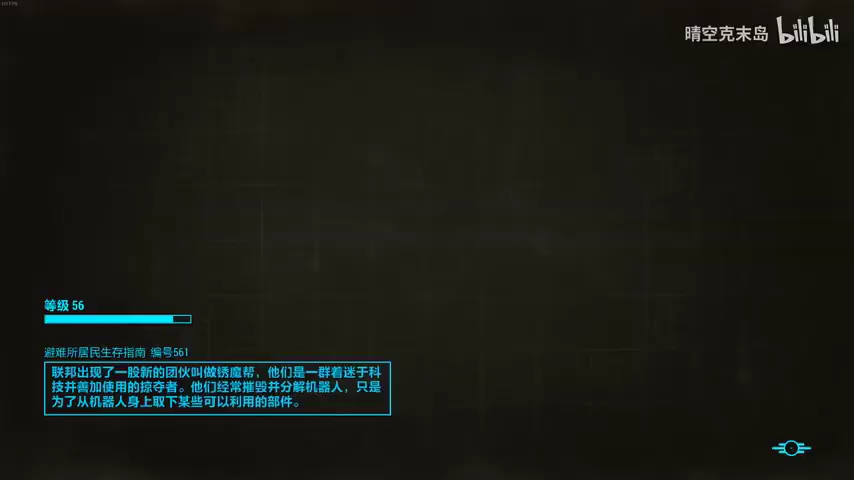 晴空克末岛 bilibili
等级 56
避难所居民生存指南 编号561
联邦出现了一股新的团伙叫做锈魔帮，他们是一群着迷于科
技并善加使用的掠夺者。他们经常摧毁并分解机器人，只是
为了从机器人身上取下某些可以利用的部件。